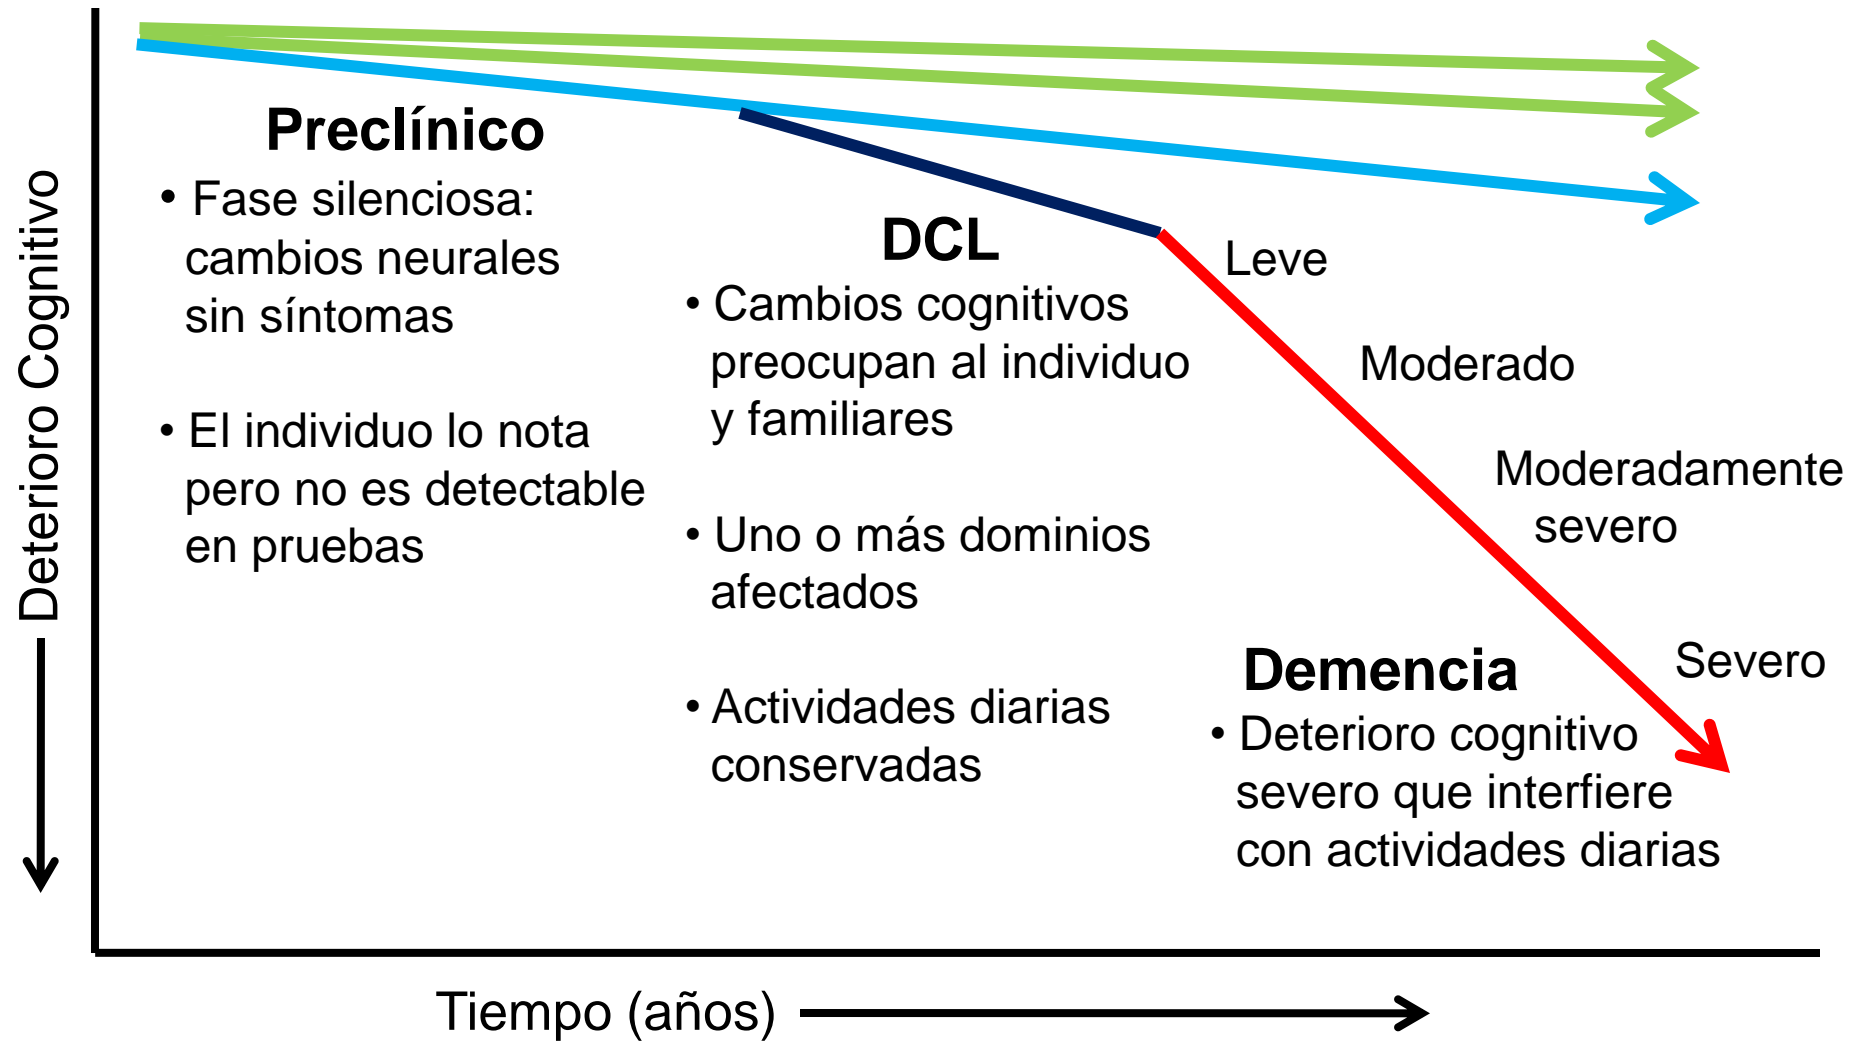 Deterioro Cognitivo
Preclínico
• Fase silenciosa:
cambios neurales
sin síntomas
• El individuo lo nota
pero no es detectable
en pruebas
DCL
• Cambios cognitivos
preocupan al individuo
y familiares
• Uno o más dominios
afectados
• Actividades diarias
conservadas
Leve
Moderado
Moderadamente
severo
Severo
Demencia
• Deterioro cognitivo
severo que interfiere
con actividades diarias
Tiempo (años)